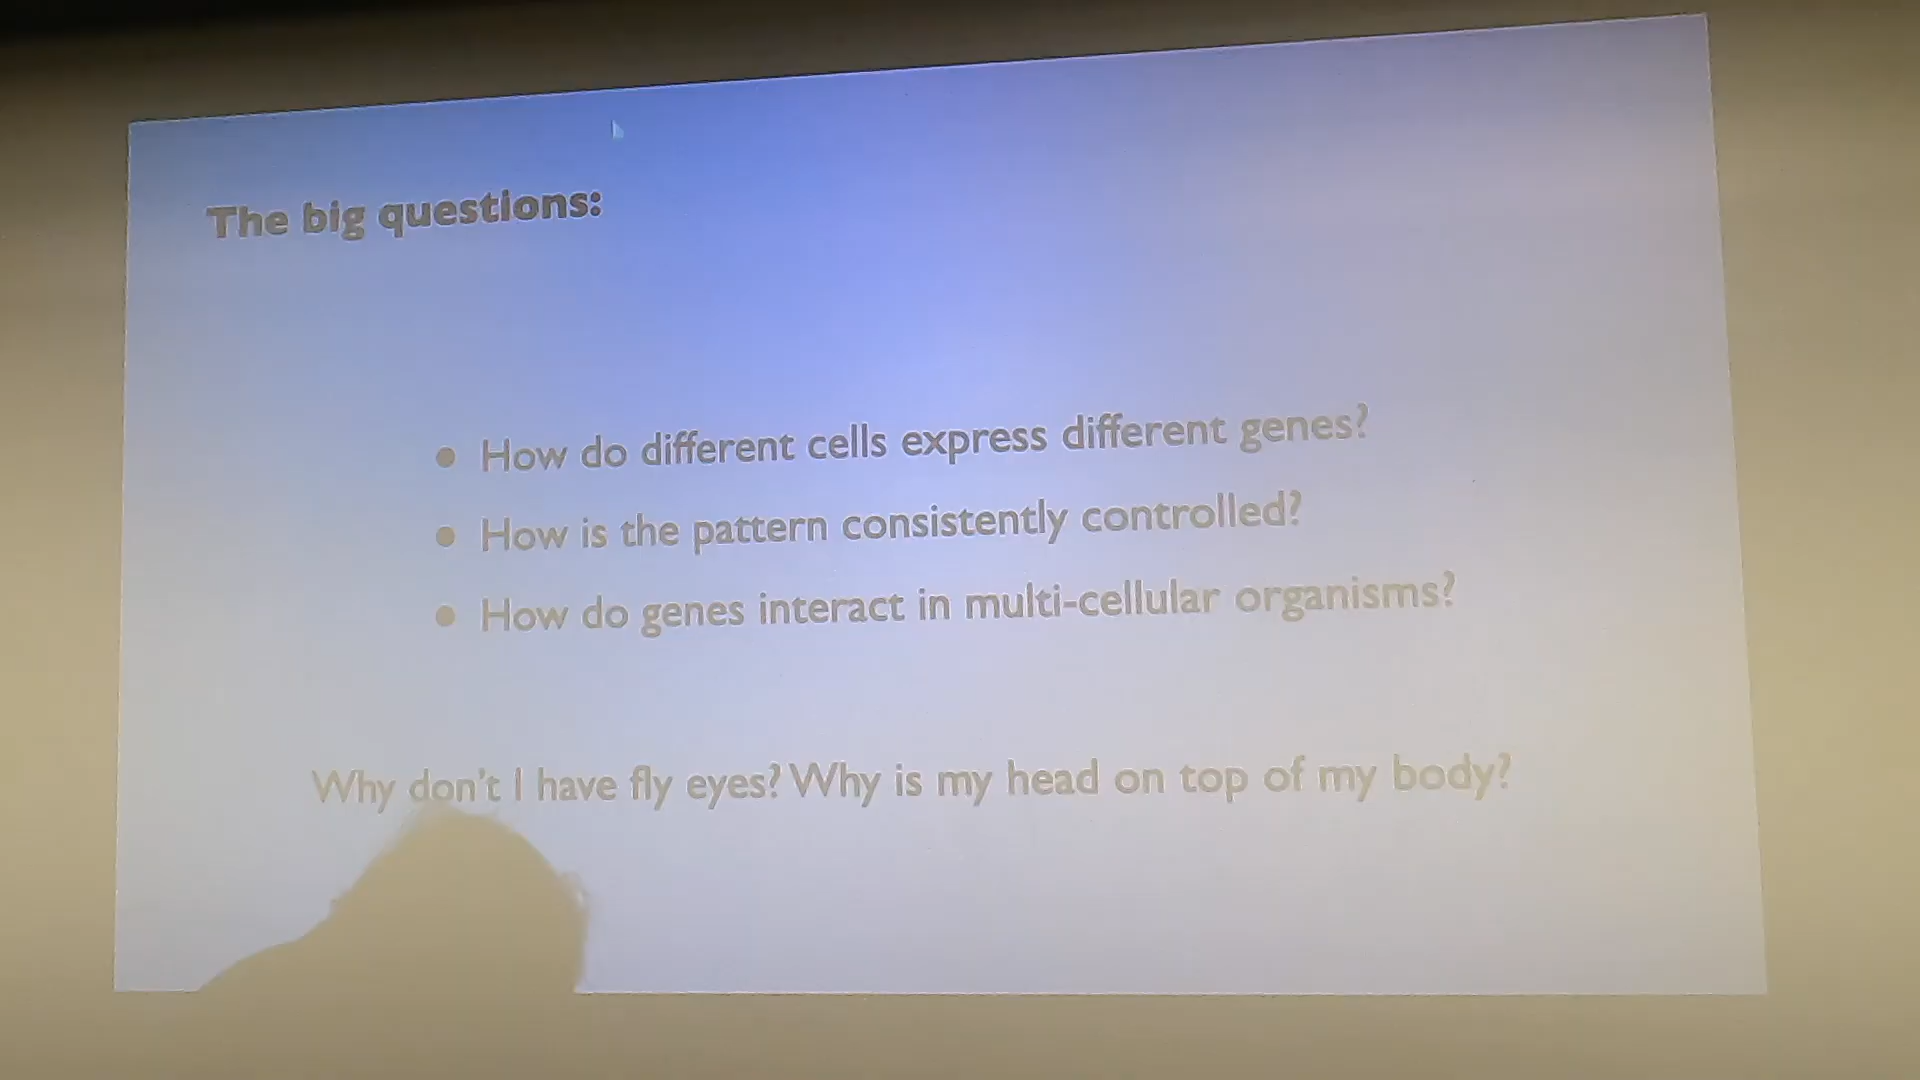 The big questions:
• How do different cells express different genes?
• How is the pattern consistently controlled?
• How do genes interact in multi-cellular organisms?
Why don't I have fly eyes? Why is my head on top of my body?